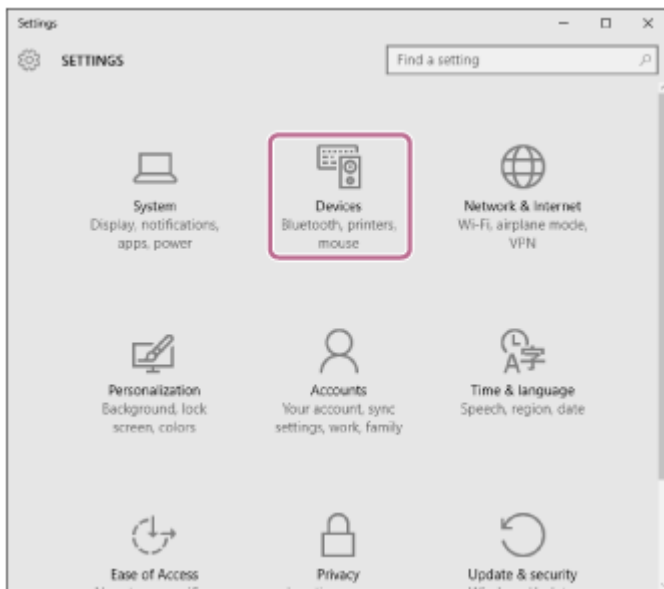 Settings
SETTINGS
Find a setting
System
Display, notifications,
apps, power
Devices
Bluetooth, printers,
mouse
Network & Internet
Wi-Fi, airplane mode,
VPN
Personalization
Background, lock
screen, colors
Accounts
Your account, sync
settings, work, family
Time & language
Speech, region, date
Ease of Access
Privacy
Update & security